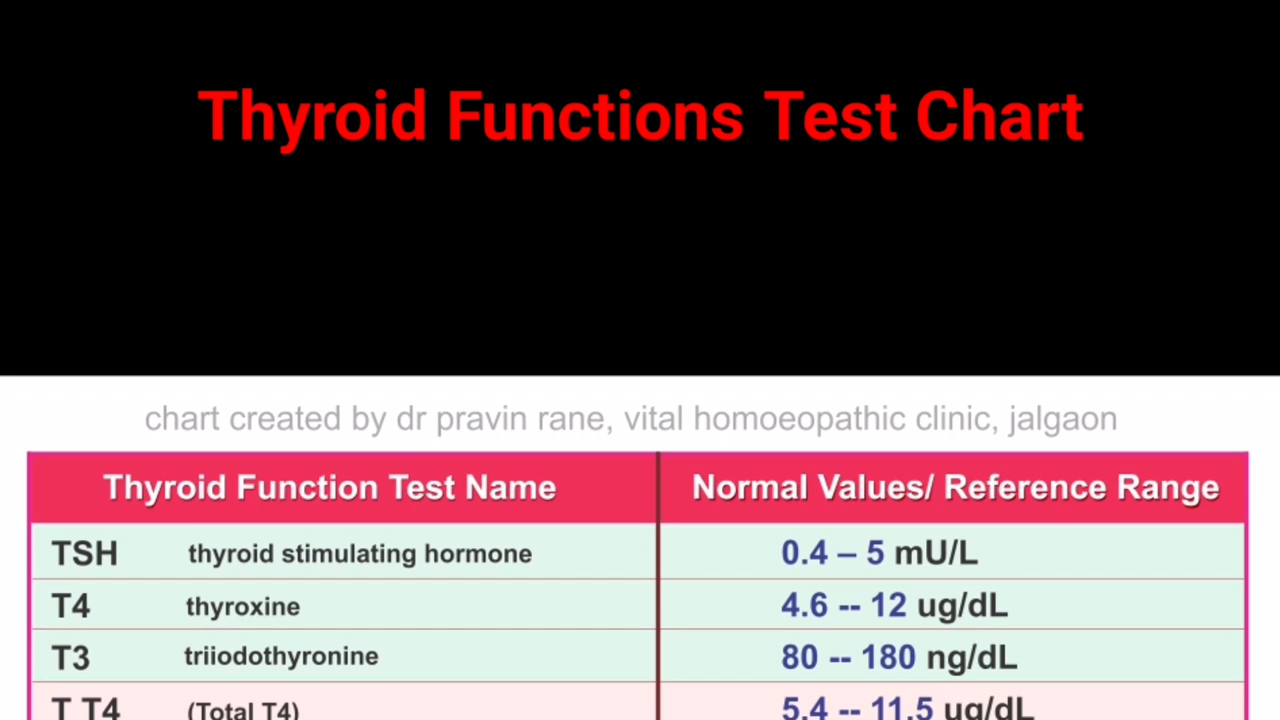 Thyroid Functions Test Chart
chart created by dr pravin rane, vital homoeopathic clinic, jalgaon
Thyroid Function Test Name Normal Values/ Reference Range
TSH thyroid stimulating hormone 0.4 – 5 mU/L
T4 thyroxine 4.6 -- 12 ug/dL
T3 triiodothyronine 80 -- 180 ng/dL
T T4 (Total T4) 5.4 -- 11.5 ug/dL